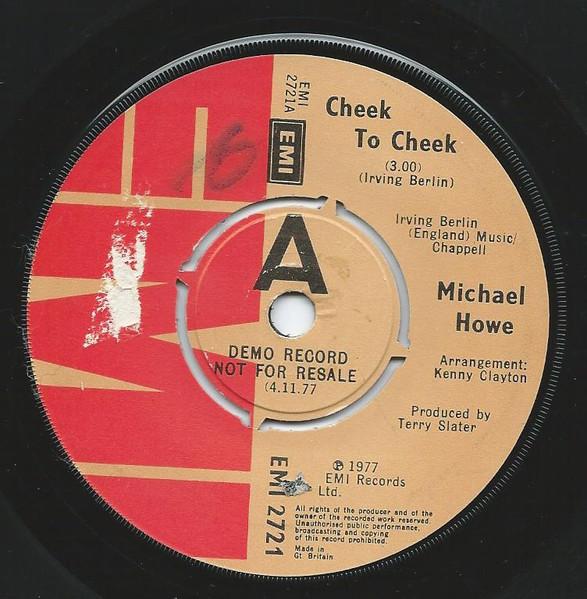 EMI
2721A
EMI
Cheek
To Cheek
(3.00)
(Irving Berlin)
Irving Berlin
(England) Music/
Chappell
A
Michael
Howe
DEMO RECORD
NOT FOR RESALE
(4.11.77
Arrangement:
Kenny Clayton
Produced by
Terry Slater
℗ 1977
EMI Records
Ltd.
EMI 2721
All rights of the producer and of the
owner of the recorded work reserved.
Unauthorised public performance,
broadcasting and copying
of this record prohibited.
Made in
Gt Britain
EMI